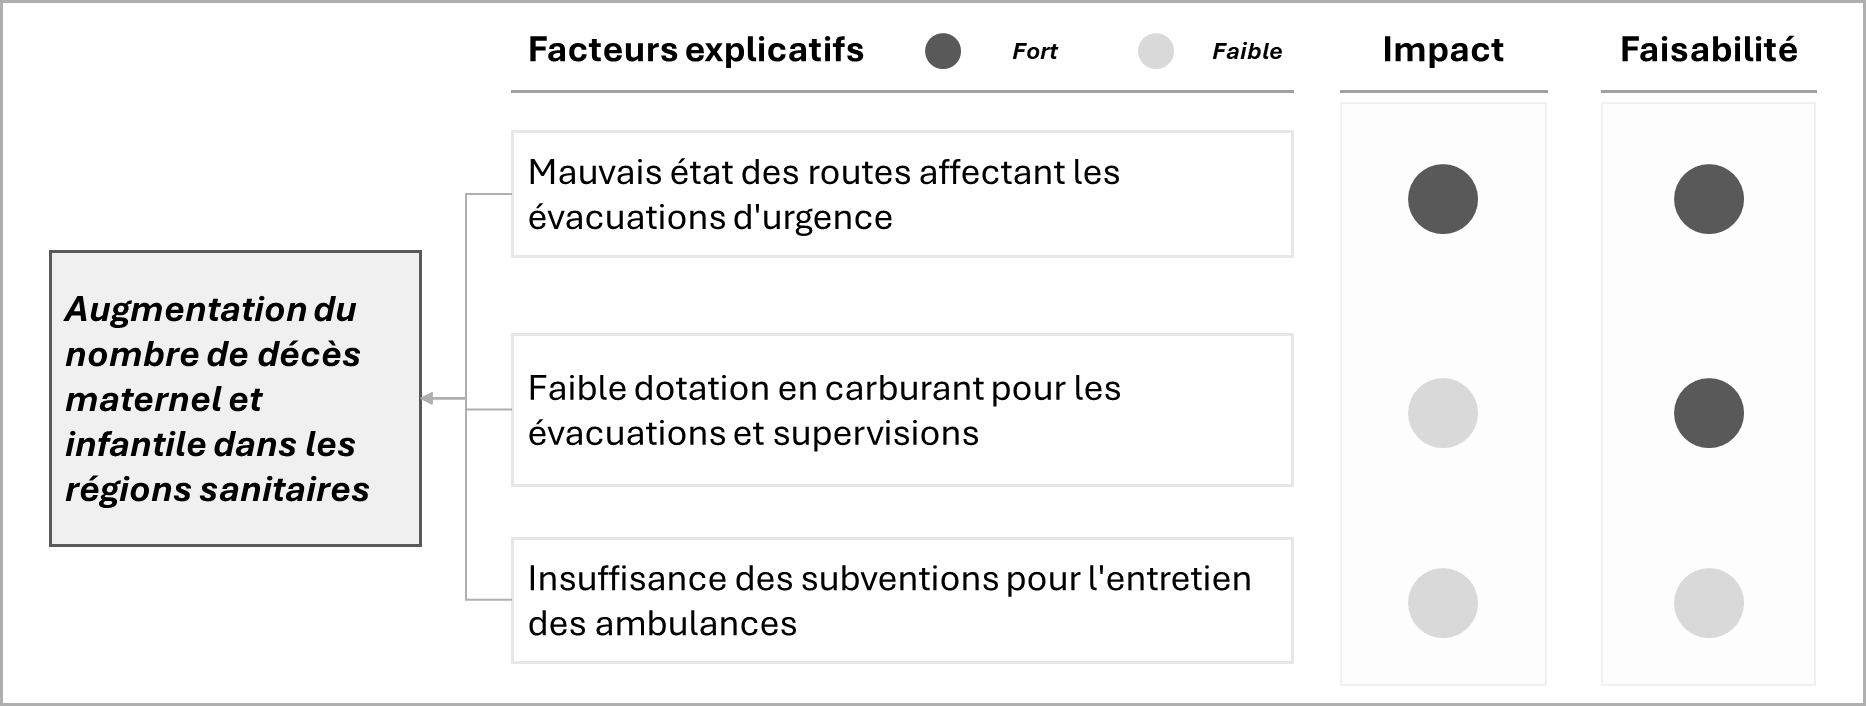 Facteurs explicatifs
Fort
Faible
Impact
Faisabilité
Augmentation du
nombre de décès
maternel et
infantile dans les
régions sanitaires
Mauvais état des routes affectant les
évacuations d'urgence
Faible dotation en carburant pour les
évacuations et supervisions
Insuffisance des subventions pour l'entretien
des ambulances